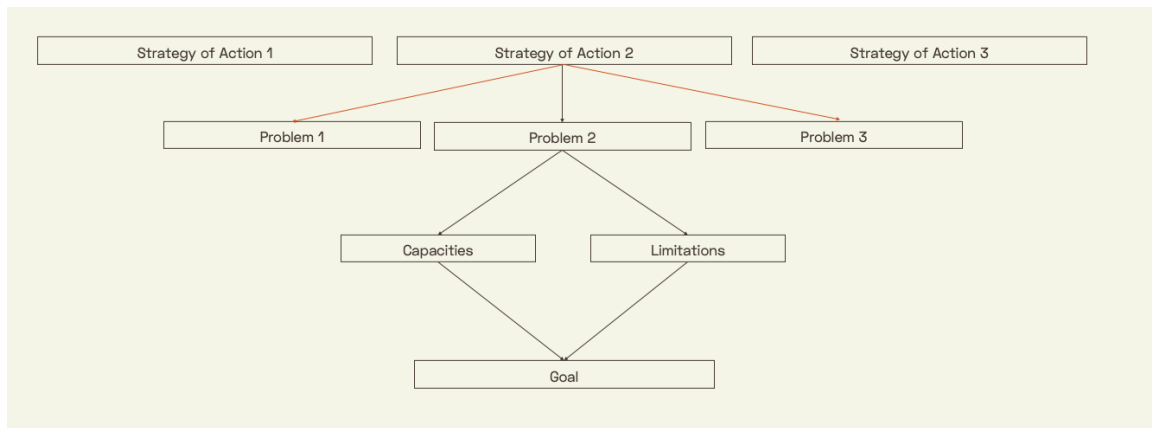 Strategy of Action 1
Strategy of Action 2
Strategy of Action 3
Problem 1
Problem 2
Problem 3
Capacities
Limitations
Goal